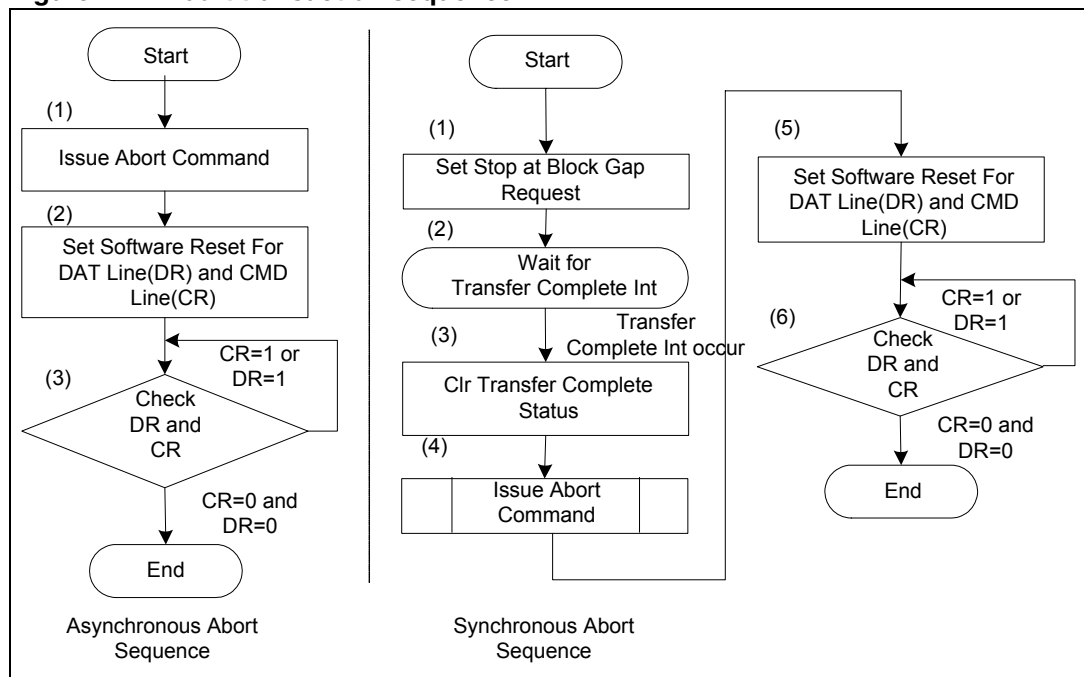 Start
(1)
Issue Abort Command
(2)
Set Software Reset For
DAT Line(DR) and CMD
Line(CR)
CR=1 or
DR=1
(3)
Check
DR and
CR
CR=0 and
DR=0
End
Asynchronous Abort
Sequence
Start
(1)
Set Stop at Block Gap
Request
(2)
Wait for
Transfer Complete Int
Transfer
Complete Int occur
(3)
Clr Transfer Complete
Status
(4)
Issue Abort
Command
Synchronous Abort
Sequence
(5)
Set Software Reset For
DAT Line(DR) and CMD
Line(CR)
CR=1 or
DR=1
(6)
Check
DR and
CR
CR=0 and
DR=0
End